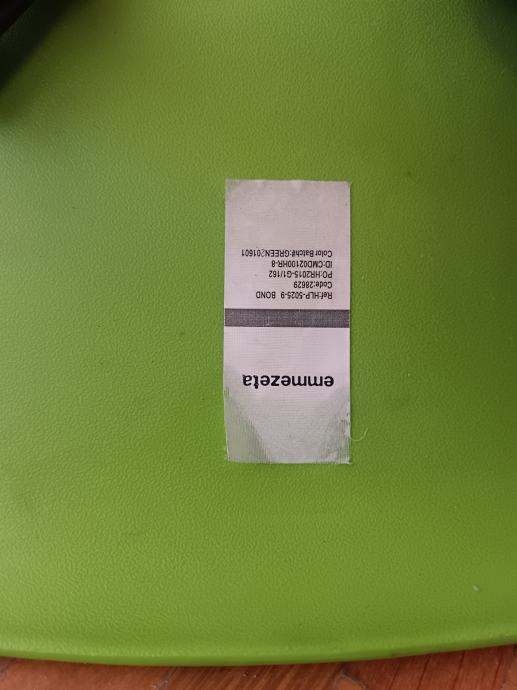 emmezeta
Ref:HLP-5025-9 BOND
Code:28629
PO:HR2015-G1/162
ID:CMD02100HR-8
Color Batch#:GREEN201601